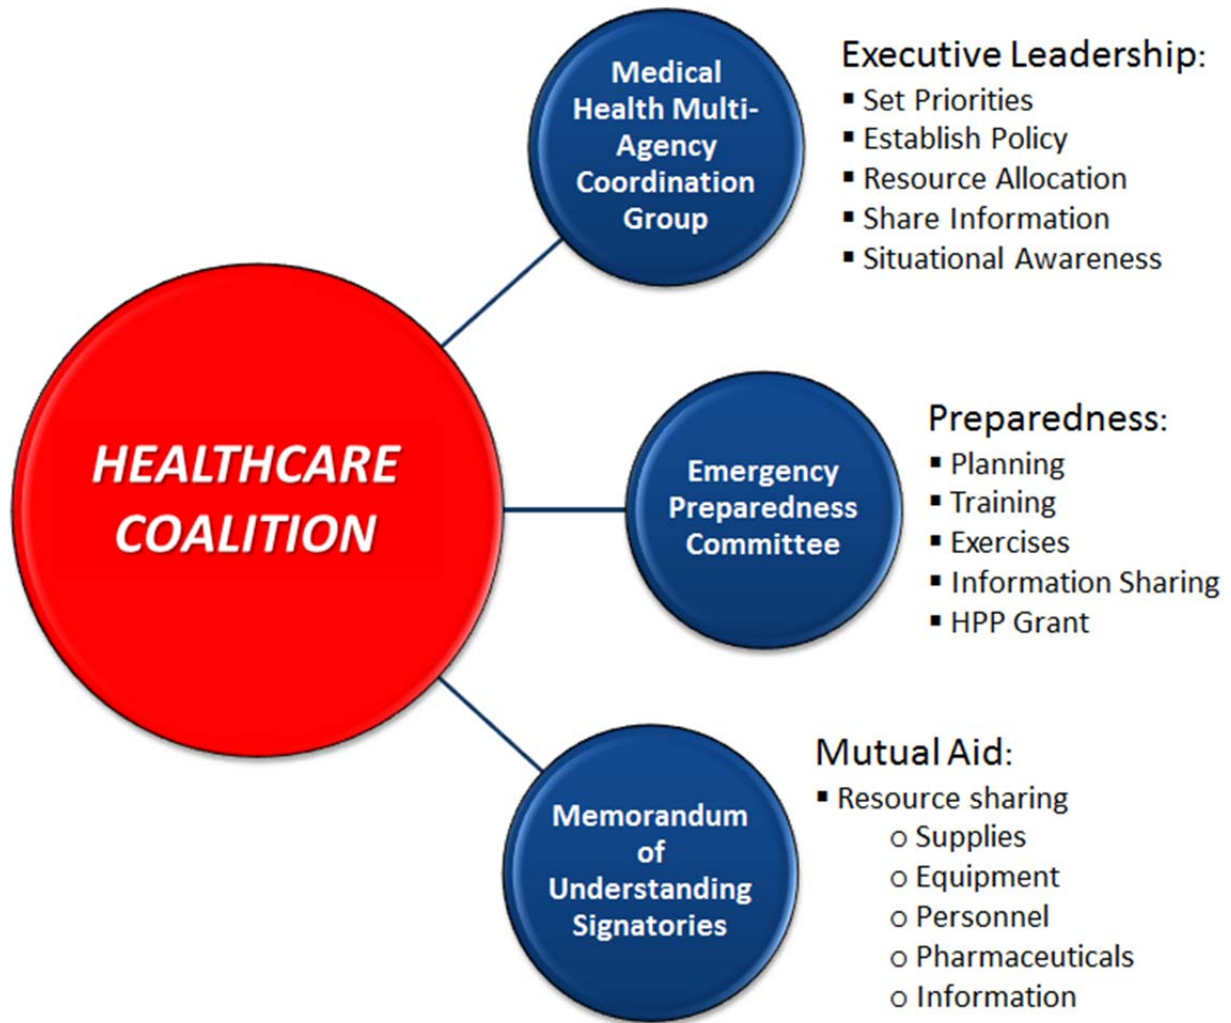 HEALTHCARE
COALITION
Medical
Health Multi-
Agency
Coordination
Group
Executive Leadership:
▪ Set Priorities
▪ Establish Policy
▪ Resource Allocation
▪ Share Information
▪ Situational Awareness
Emergency
Preparedness
Committee
Preparedness:
▪ Planning
▪ Training
▪ Exercises
▪ Information Sharing
▪ HPP Grant
Memorandum
of
Understanding
Signatories
Mutual Aid:
▪ Resource sharing
o Supplies
o Equipment
o Personnel
o Pharmaceuticals
o Information